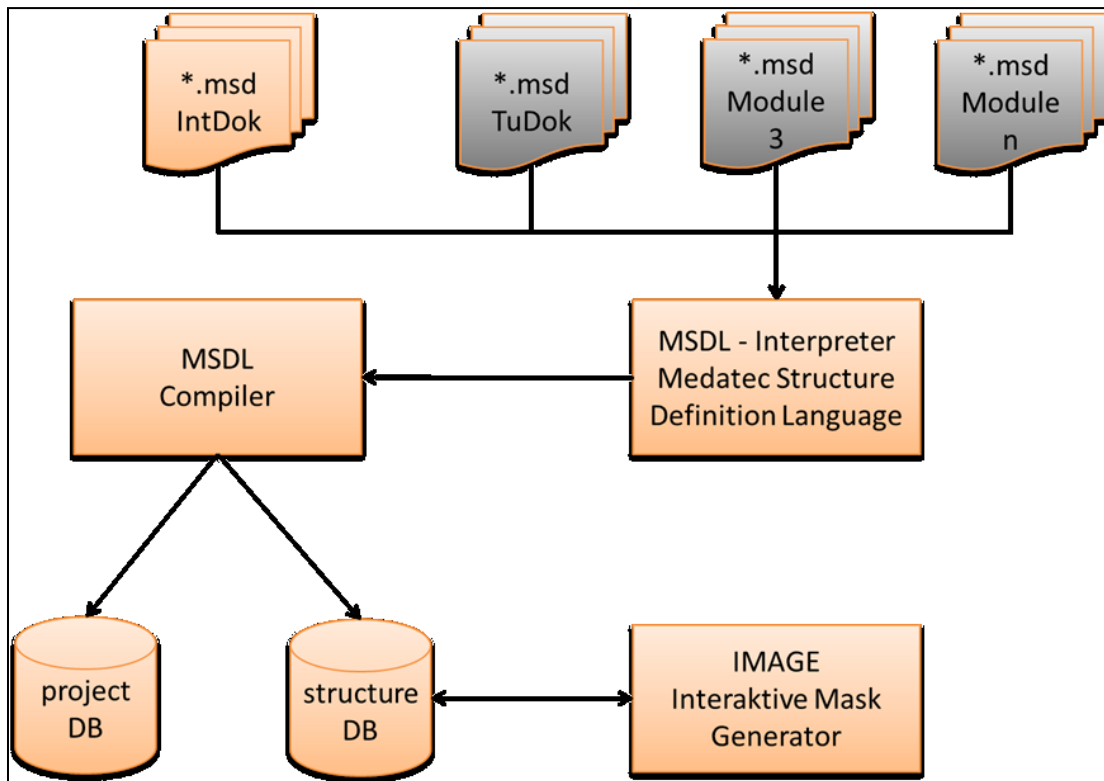 *.msd
IntDok
*.msd
TuDok
*.msd
Module
3
*.msd
Module
n
MSDL
Compiler
MSDL - Interpreter
Medatec Structure
Definition Language
project
DB
structure
DB
IMAGE
Interaktive Mask
Generator